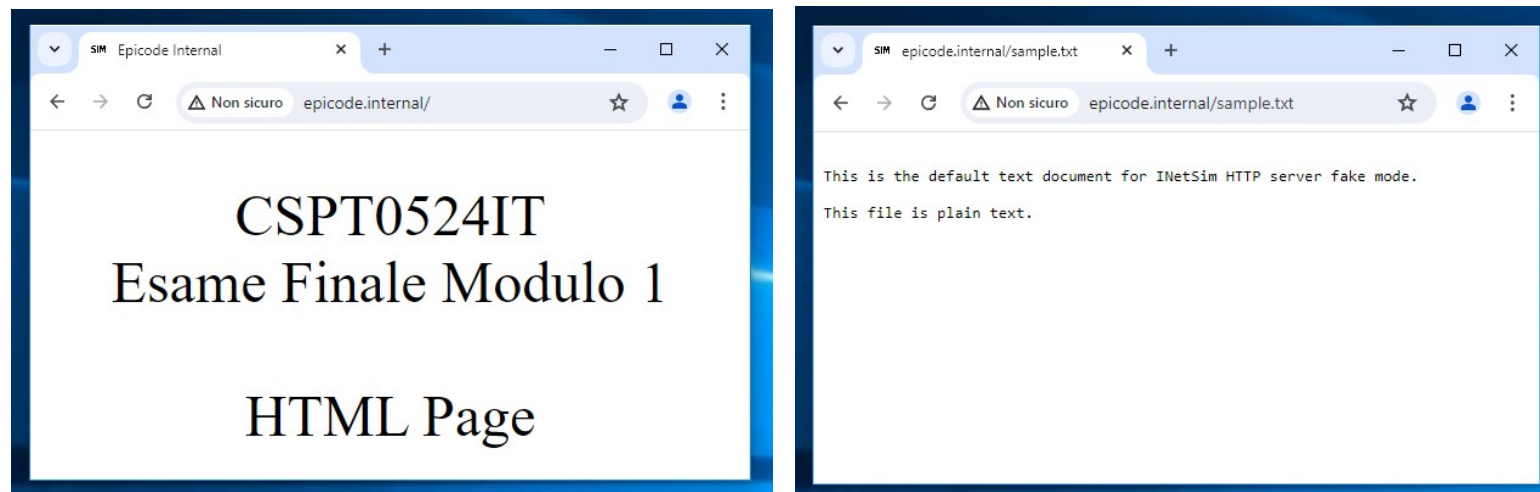 SIM Epicode Internal
Non sicuro epicode.internal/
CSPT0524IT
Esame Finale Modulo 1
HTML Page
SIM epicode.internal/sample.txt
Non sicuro epicode.internal/sample.txt
This is the default text document for INetSim HTTP server fake mode.
This file is plain text.